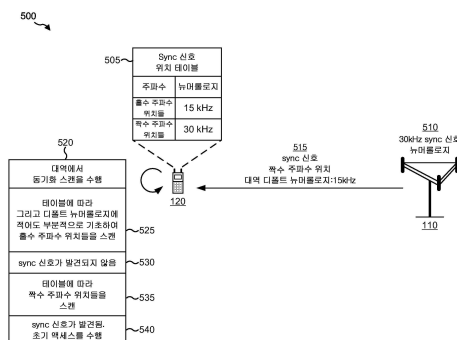 500
505
Sync 신호
위치 테이블
주파수 뉴머롤로지
홀수 주파수
위치들
15 kHz
짝수 주파수
위치들
30 kHz
120
515
sync 신호
짝수 주파수 위치
대역 디폴트 뉴머롤로지:15kHz
510
30kHz sync 신호
뉴머롤로지
110
520
대역에서
동기화 스캔을 수행
테이블에 따라
그리고 디폴트 뉴머롤로지에
적어도 부분적으로 기초하여
홀수 주파수 위치들을 스캔
525
sync 신호가 발견되지 않음
530
테이블에 따라
짝수 주파수 위치들을
스캔
535
sync 신호가 발견됨.
초기 액세스를 수행
540